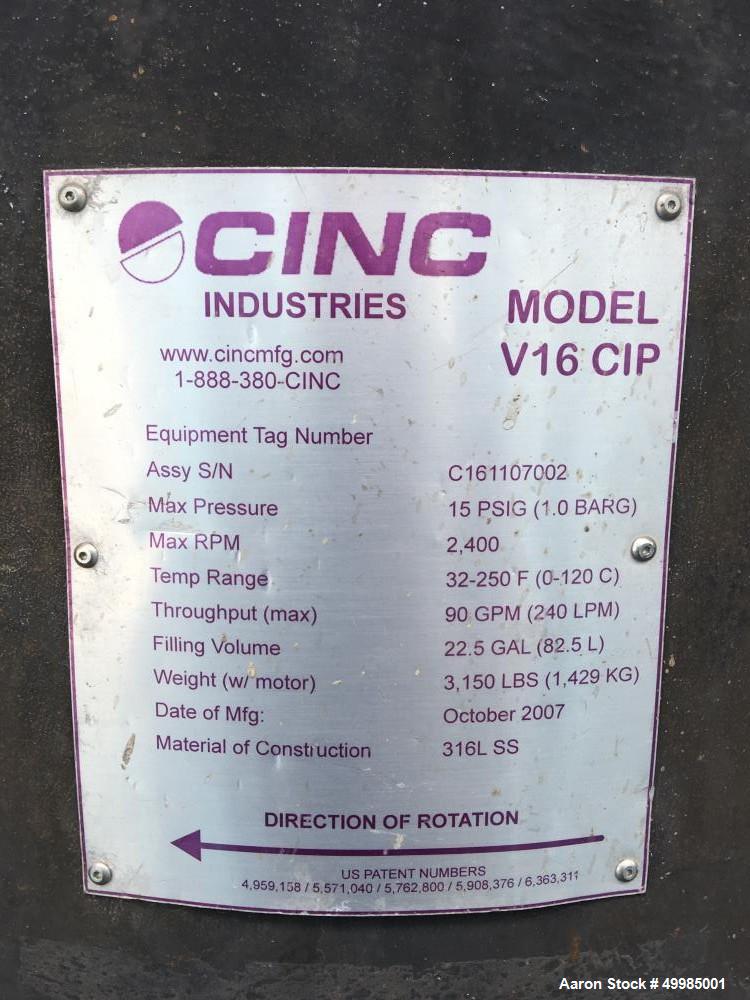 CINC
INDUSTRIES
MODEL
V16 CIP
www.cincmfg.com
1-888-380-CINC
Equipment Tag Number
Assy S/N C161107002
Max Pressure 15 PSIG (1.0 BARG)
Max RPM 2,400
Temp Range 32-250 F (0-120 C)
Throughput (max) 90 GPM (240 LPM)
Filling Volume 22.5 GAL (82.5 L)
Weight (w/ motor) 3,150 LBS (1,429 KG)
Date of Mfg: October 2007
Material of Construction 316L SS
DIRECTION OF ROTATION
US PATENT NUMBERS
4,959,158 / 5,571,040 / 5,762,800 / 5,908,376 / 6,363,311
Aaron Stock # 49985001